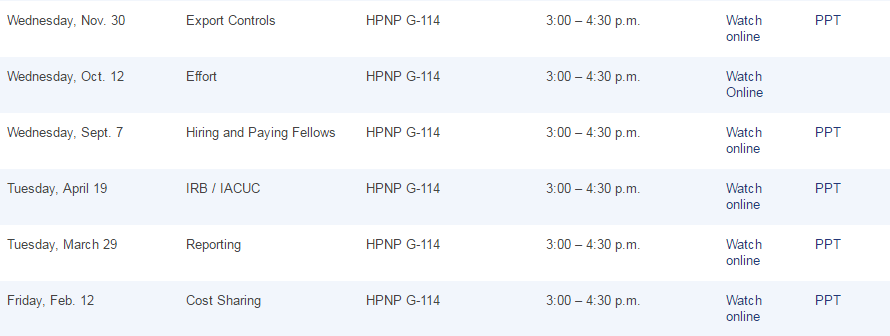 Wednesday, Nov. 30 Export Controls HPNP G-114 3:00 – 4:30 p.m. Watch online PPT
Wednesday, Oct. 12 Effort HPNP G-114 3:00 – 4:30 p.m. Watch Online
Wednesday, Sept. 7 Hiring and Paying Fellows HPNP G-114 3:00 – 4:30 p.m. Watch online PPT
Tuesday, April 19 IRB / IACUC HPNP G-114 3:00 – 4:30 p.m. Watch online PPT
Tuesday, March 29 Reporting HPNP G-114 3:00 – 4:30 p.m. Watch online PPT
Friday, Feb. 12 Cost Sharing HPNP G-114 3:00 – 4:30 p.m. Watch online PPT